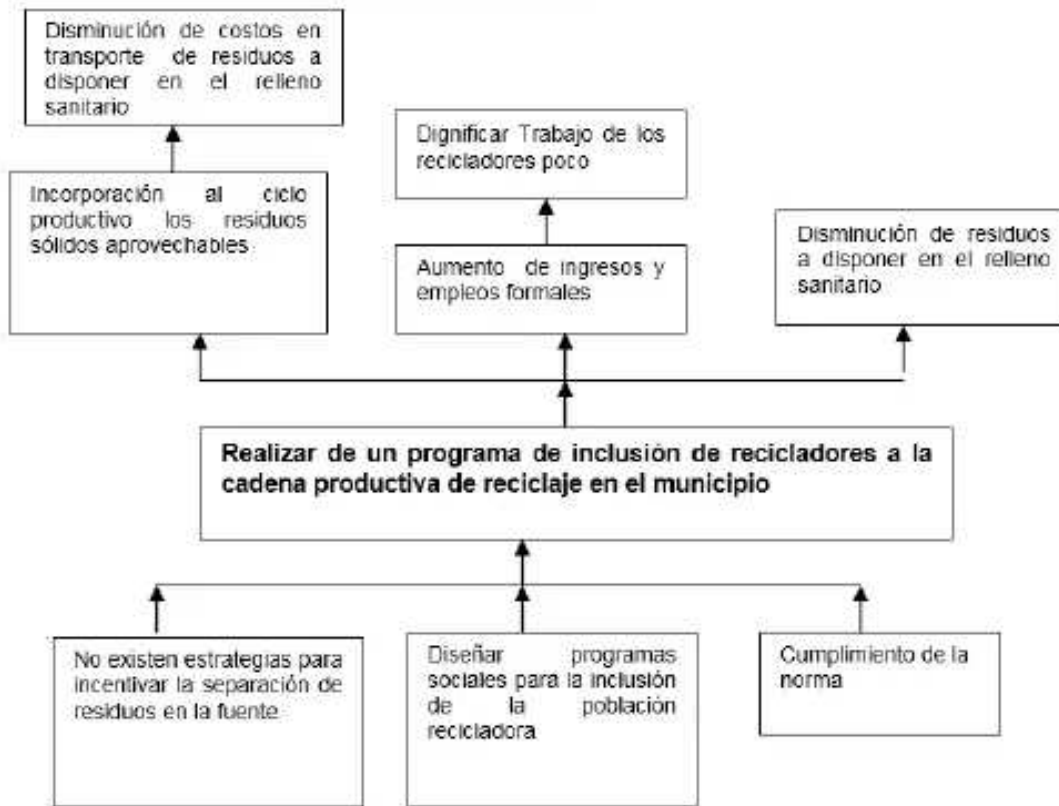 Disminución de costos en
transporte de residuos a
disponer en el relleno
sanitario
Dignificar Trabajo de los
recicladores poco
Incorporación al ciclo
productivo los residuos
sólidos aprovechables
Aumento de ingresos y
empleos formales
Disminución de residuos
a disponer en el relleno
sanitario
Realizar de un programa de inclusión de recicladores a la
cadena productiva de reciclaje en el municipio
No existen estrategias para
incentivar la separación de
residuos en la fuente
Diseñar programas
sociales para la inclusión
de la población
recicladora
Cumplimiento de la
norma